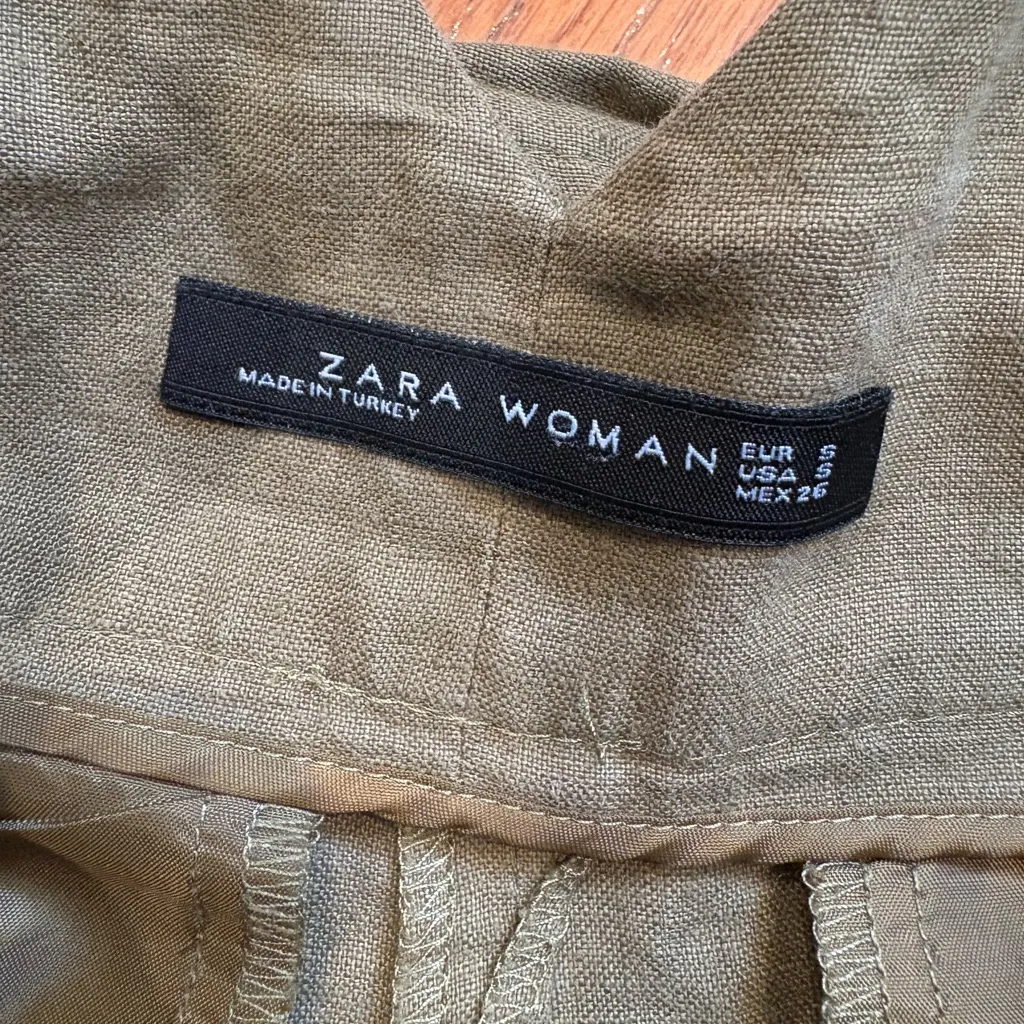 ZARA WOMAN
MADE IN TURKEY
EUR S
USA S
MEX 26